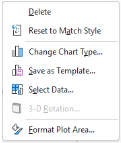 Delete
Reset to Match Style
Change Chart Type...
Save as Template...
Select Data...
3-D Rotation...
Format Plot Area...